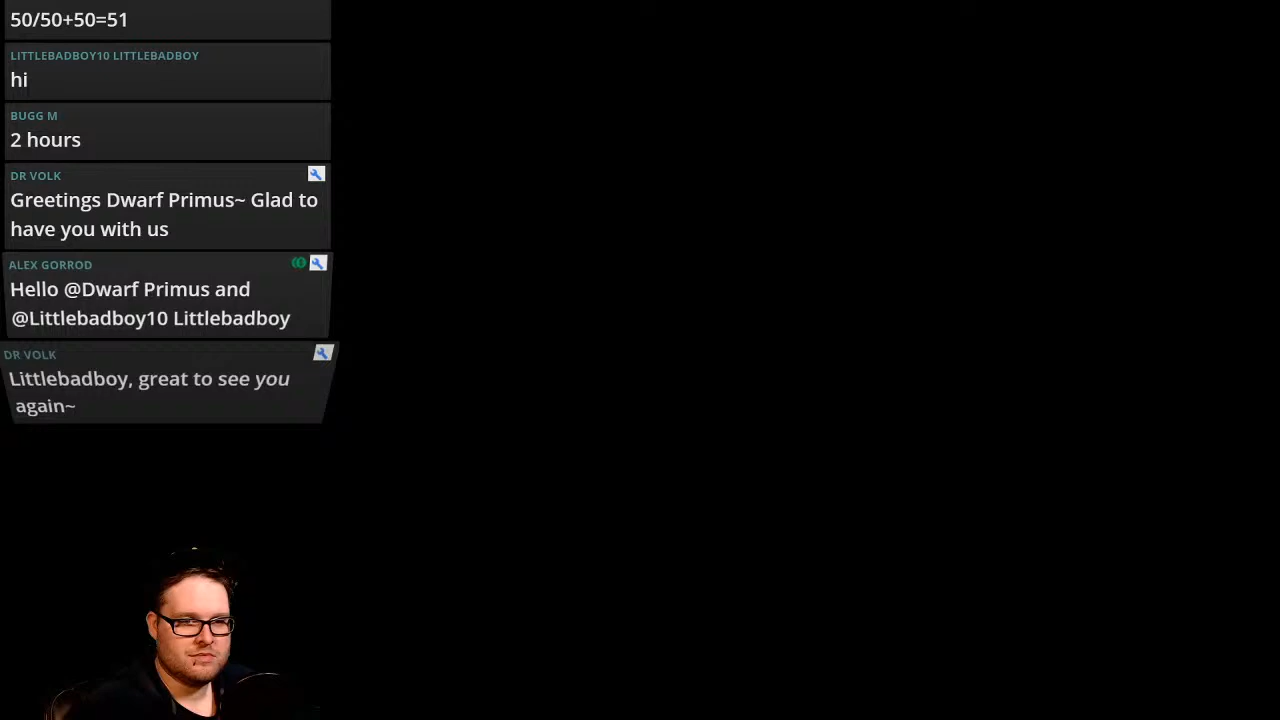 50/50+50=51
LITTLEBADBOY10 LITTLEBADBOY
hi
BUGG M
2 hours
DR VOLK
Greetings Dwarf Primus~ Glad to
have you with us
ALEX GORROD
Hello @Dwarf Primus and
@Littlebadboy10 Littlebadboy
DR VOLK
Littlebadboy, great to see you
again~